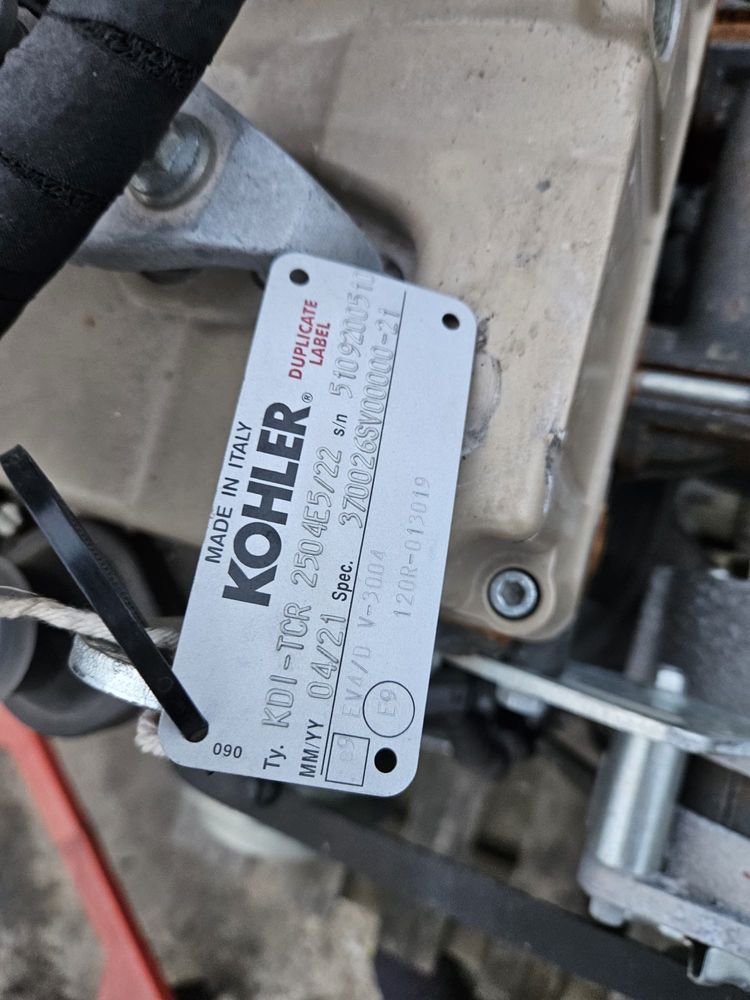 MADE IN ITALY
KOHLER®
DUPLICATE
LABEL
090
Ty. KDI-TCR 2504E5/22
MM/YY 04/21 Spec. 370026SV00000-21
s/n 5109200510
EV4/D V-3004
E9
120R-013019